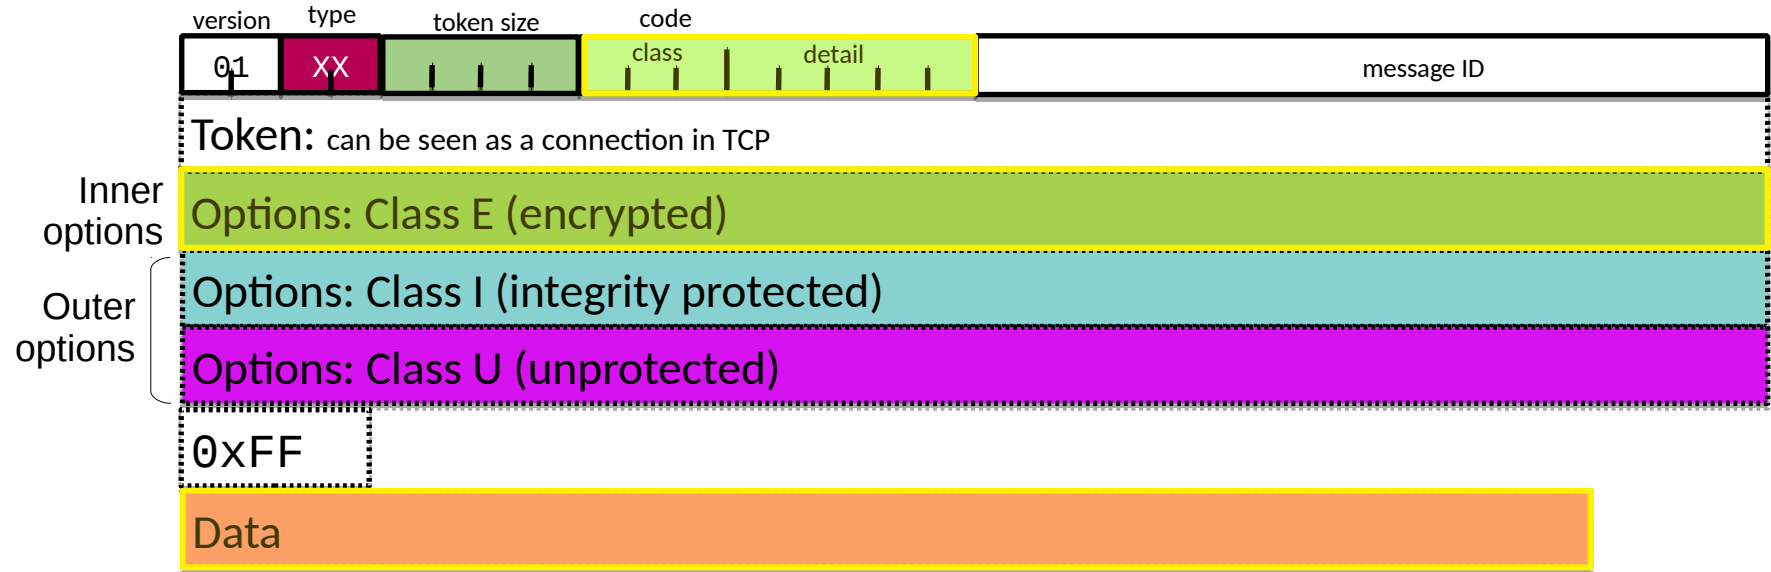 version type token size code
01 XX class detail message ID
Token: can be seen as a connection in TCP
Inner
options
Options: Class E (encrypted)
Outer
options
Options: Class I (integrity protected)
Options: Class U (unprotected)
0xFF
Data